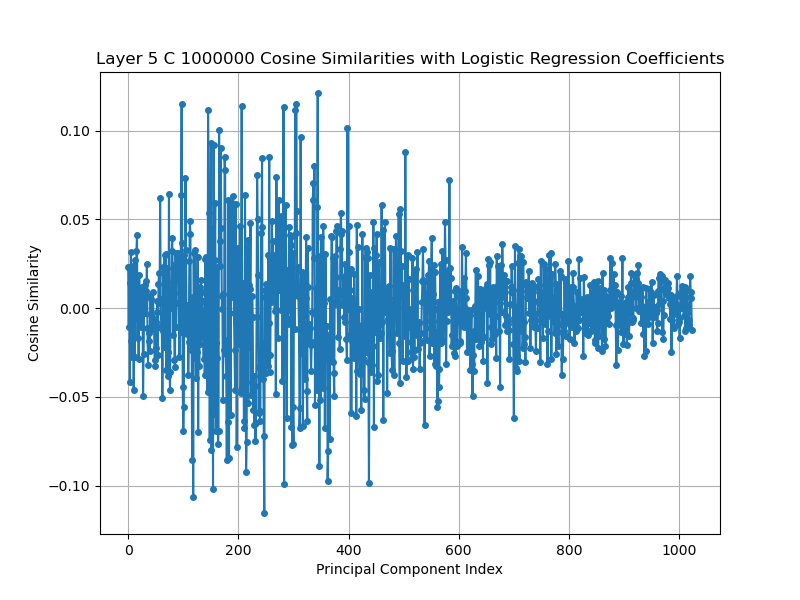 Layer 5 C 1000000 Cosine Similarities with Logistic Regression Coefficients
0.10
0.05
0.00
−0.05
−0.10
Cosine Similarity
0 200 400 600 800 1000
Principal Component Index